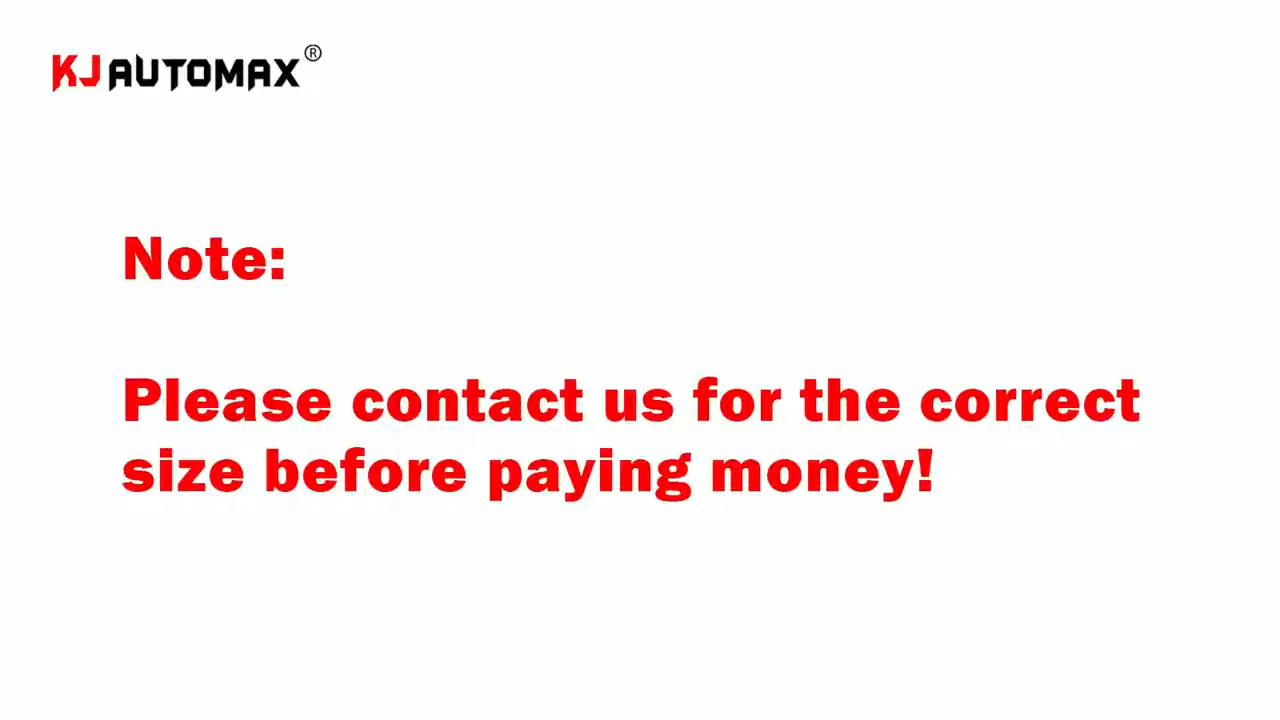 KJ AUTOMAX®
Note:
Please contact us for the correct
size before paying money!